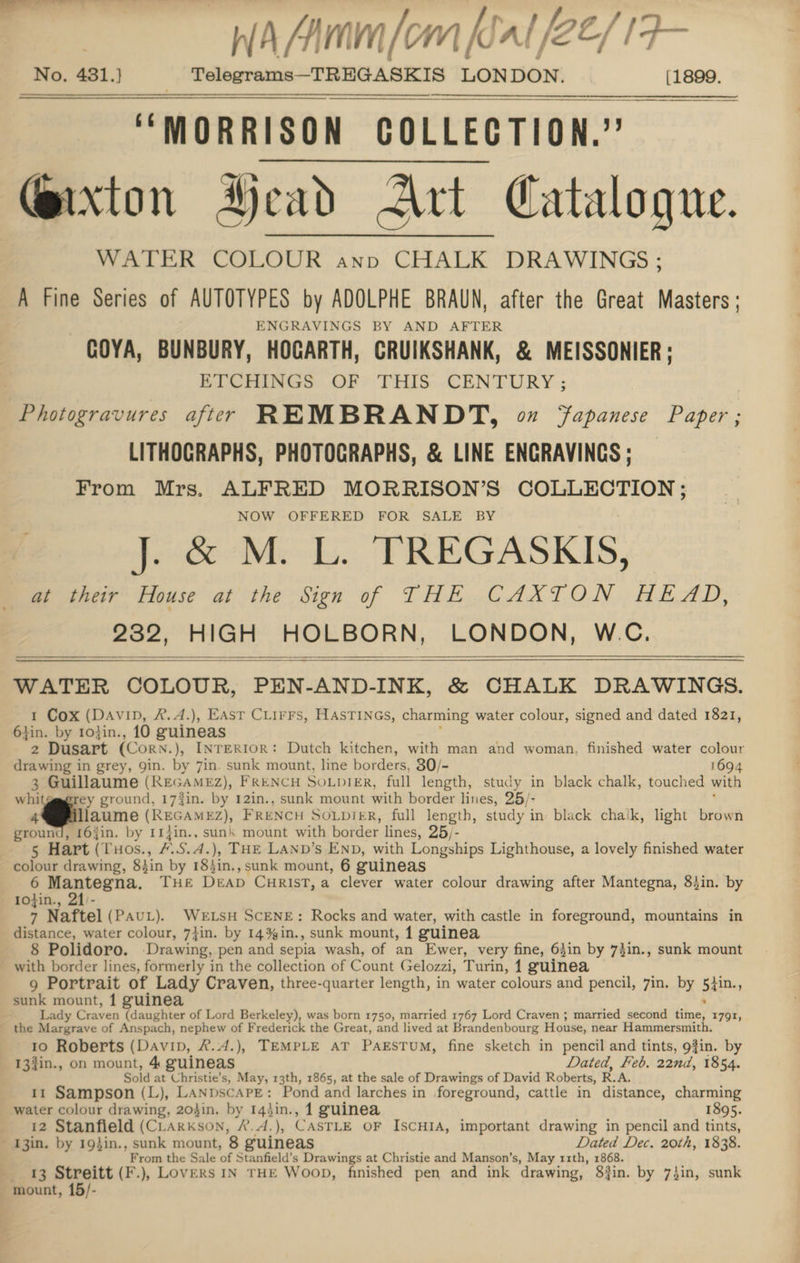 WA/HMM/Cm/Cal/22/17
No. 431.} Telegrams—TREGASKIS LONDON. [1899.
“MORRISON COLLECTION.”
Caxton Head Art Catalogue.
WATER COLOUR AND CHALK DRAWINGS;
A Fine Series of AUTOTYPES by ADOLPHE BRAUN, after the Great Masters;
ENGRAVINGS BY AND AFTER
GOYA, BUNBURY, HOGARTH, CRUIKSHANK, & MEISSONIER;
ETCHINGS OF THIS CENTURY;
Photogravures after REMBRANDT, on Japanese Paper;
LITHOGRAPHS, PHOTOGRAPHS, & LINE ENGRAVINGS;
From Mrs. ALFRED MORRISON'S COLLECTION;
NOW OFFERED FOR SALE BY
J. & M. L. TREGASKIS,
at their House at the Sign of THE CAXTON HEAD,
232, HIGH HOLBORN, LONDON, W.C.
WATER COLOUR, PEN-AND-INK, & CHALK DRAWINGS.
1 Cox (DAVID, R.A.), EAST CLIFFS, HASTINGS, charming water colour, signed and dated 1821,
6¼in. by 10¼in., 10 guineas
2 Dusart (CORN.), INTERIOR: Dutch kitchen, with man and woman, finished water colour
drawing in grey, 9in. by 7in. sunk mount, line borders, 30/- 1694
3 Guillaume (REGAMEZ), FRENCH SOLDIER, full length, study in black chalk, touched with
white grey ground, 17¾in. by 12in., sunk mount with border lines, 25/-
4 Guillaume (REGAMEZ), FRENCH SOLDIER, full length, study in black chalk, light brown
ground, 16¾in. by 11¼in., sunk mount with border lines, 25/-
5 Hart (THOS., F.S.A.), THE LAND'S END, with Longships Lighthouse, a lovely finished water
colour drawing, 8¾in by 18½in., sunk mount, 6 guineas
6 Mantegna. THE DEAD CHRIST, a clever water colour drawing after Mantegna, 8½in. by
10¼in., 21/-
7 Naftel (PAUL). WELSH SCENE: Rocks and water, with castle in foreground, mountains in
distance, water colour, 7¼in. by 14⅜in., sunk mount, 1 guinea
8 Polidoro. Drawing, pen and sepia wash, of an Ewer, very fine, 6½in by 7¾in., sunk mount
with border lines, formerly in the collection of Count Gelozzi, Turin, 1 guinea
9 Portrait of Lady Craven, three-quarter length, in water colours and pencil, 7in. by 5¼in.,
sunk mount, 1 guinea
Lady Craven (daughter of Lord Berkeley), was born 1750, married 1767 Lord Craven; married second time, 1791,
the Margrave of Anspach, nephew of Frederick the Great, and lived at Brandenbourg House, near Hammersmith.
10 Roberts (DAVID, R.A.), TEMPLE AT PAESTUM, fine sketch in pencil and tints, 9¾in. by
13¾in., on mount, 4 guineas Dated, Feb. 22nd, 1854.
Sold at Christie's, May, 13th, 1865, at the sale of Drawings of David Roberts, R.A.
11 Sampson (L), LANDSCAPE: Pond and larches in foreground, cattle in distance, charming
water colour drawing, 20½in. by 14½in., 1 guinea 1895.
12 Stanfield (CLARKSON, R.A.), CASTLE OF ISCHIA, important drawing in pencil and tints,
13in. by 19½in., sunk mount, 8 guineas Dated Dec. 20th, 1838.
From the Sale of Stanfield's Drawings at Christie and Manson's, May 11th, 1868.
13 Streitt (F.), LOVERS IN THE WOOD, finished pen and ink drawing, 8¾in. by 7½in, sunk
mount, 15/-